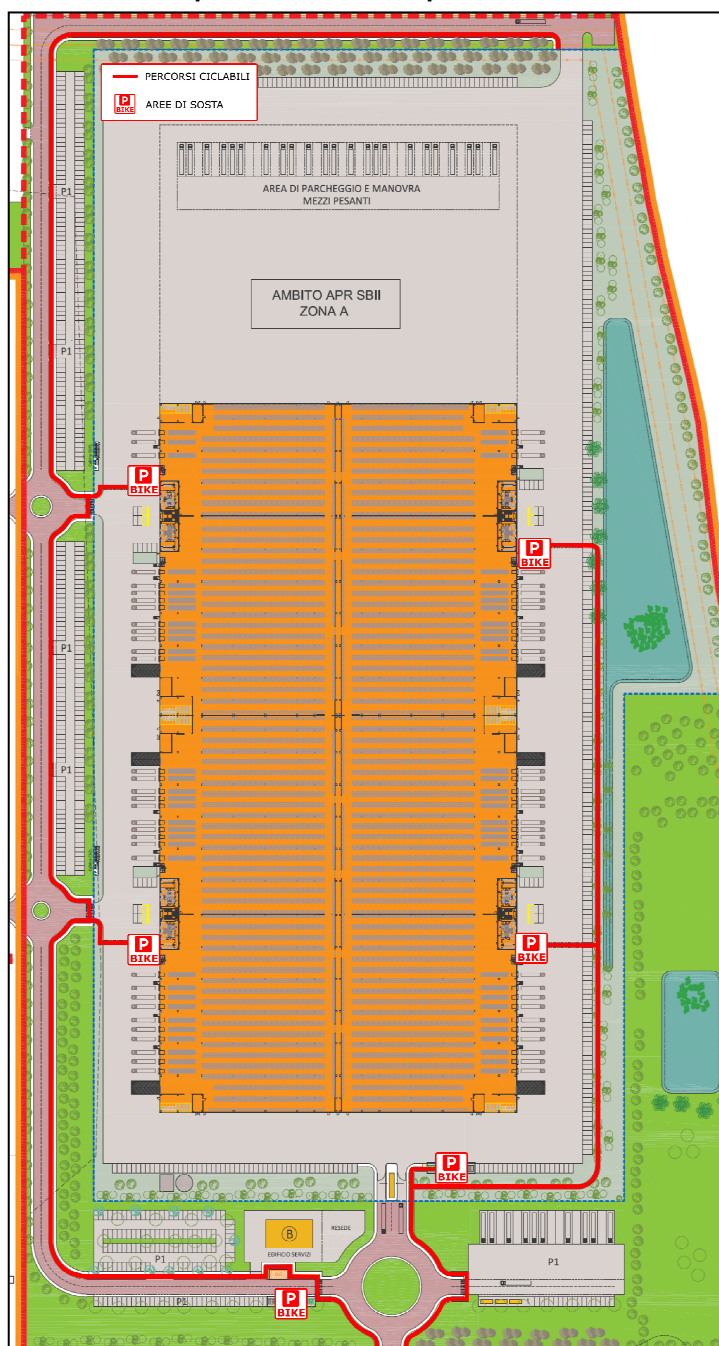 PERCORSI CICLABILI
P
BIKE
AREE DI SOSTA
P1
AREA DI PARCHEGGIO E MANOVRA
MEZZI PESANTI
AMBITO APR SBII
ZONA A
P1
P
BIKE
P
BIKE
P1
P1
P
BIKE
P
BIKE
P
BIKE
B
RESEDE
EDIFICIO SERVIZI
P1
P1
P1
P
BIKE